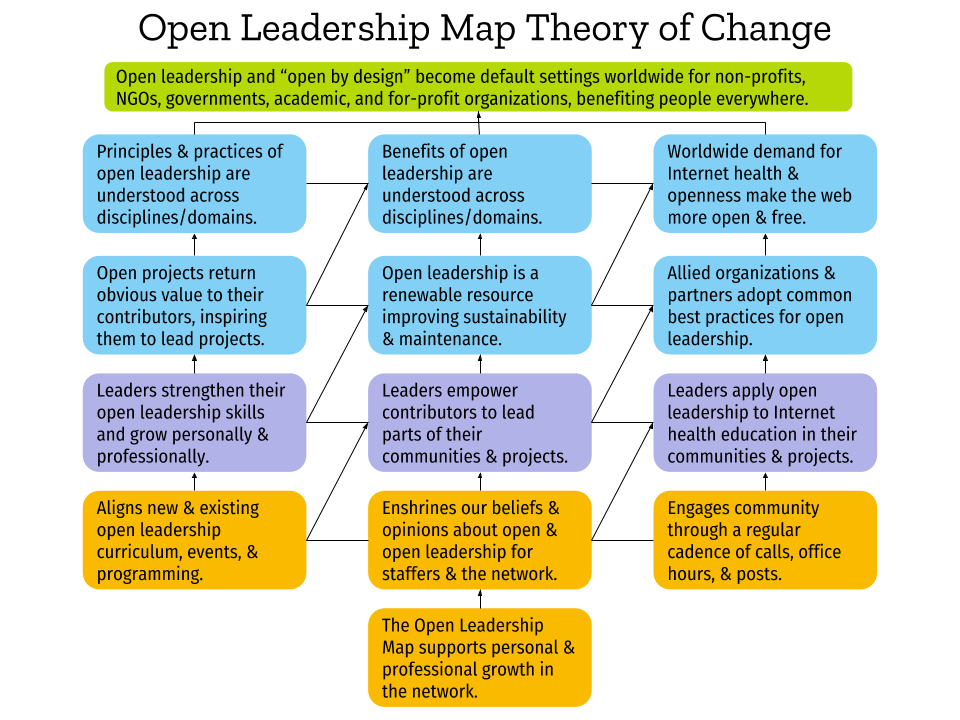 Open Leadership Map Theory of Change
Open leadership and “open by design” become default settings worldwide for non-profits,
NGOs, governments, academic, and for-profit organizations, benefiting people everywhere.
Principles & practices of
open leadership are
understood across
disciplines/domains.
Benefits of open
leadership are
understood across
disciplines/domains.
Worldwide demand for
Internet health &
openness make the web
more open & free.
Open projects return
obvious value to their
contributors, inspiring
them to lead projects.
Open leadership is a
renewable resource
improving sustainability
& maintenance.
Allied organizations &
partners adopt common
best practices for open
leadership.
Leaders strengthen their
open leadership skills
and grow personally &
professionally.
Leaders empower
contributors to lead
parts of their
communities & projects.
Leaders apply open
leadership to Internet
health education in their
communities & projects.
Aligns new & existing
open leadership
curriculum, events, &
programming.
Enshrines our beliefs &
opinions about open &
open leadership for
staffers & the network.
Engages community
through a regular
cadence of calls, office
hours, & posts.
The Open Leadership
Map supports personal &
professional growth in
the network.